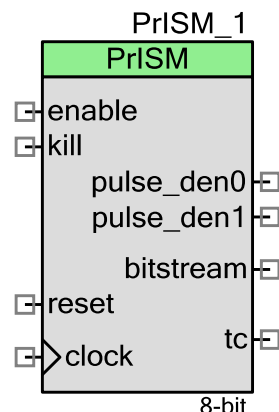 PrISM_1
PrISM
enable
kill
pulse_den0
pulse_den1
bitstream
reset
tc
clock
8-bit